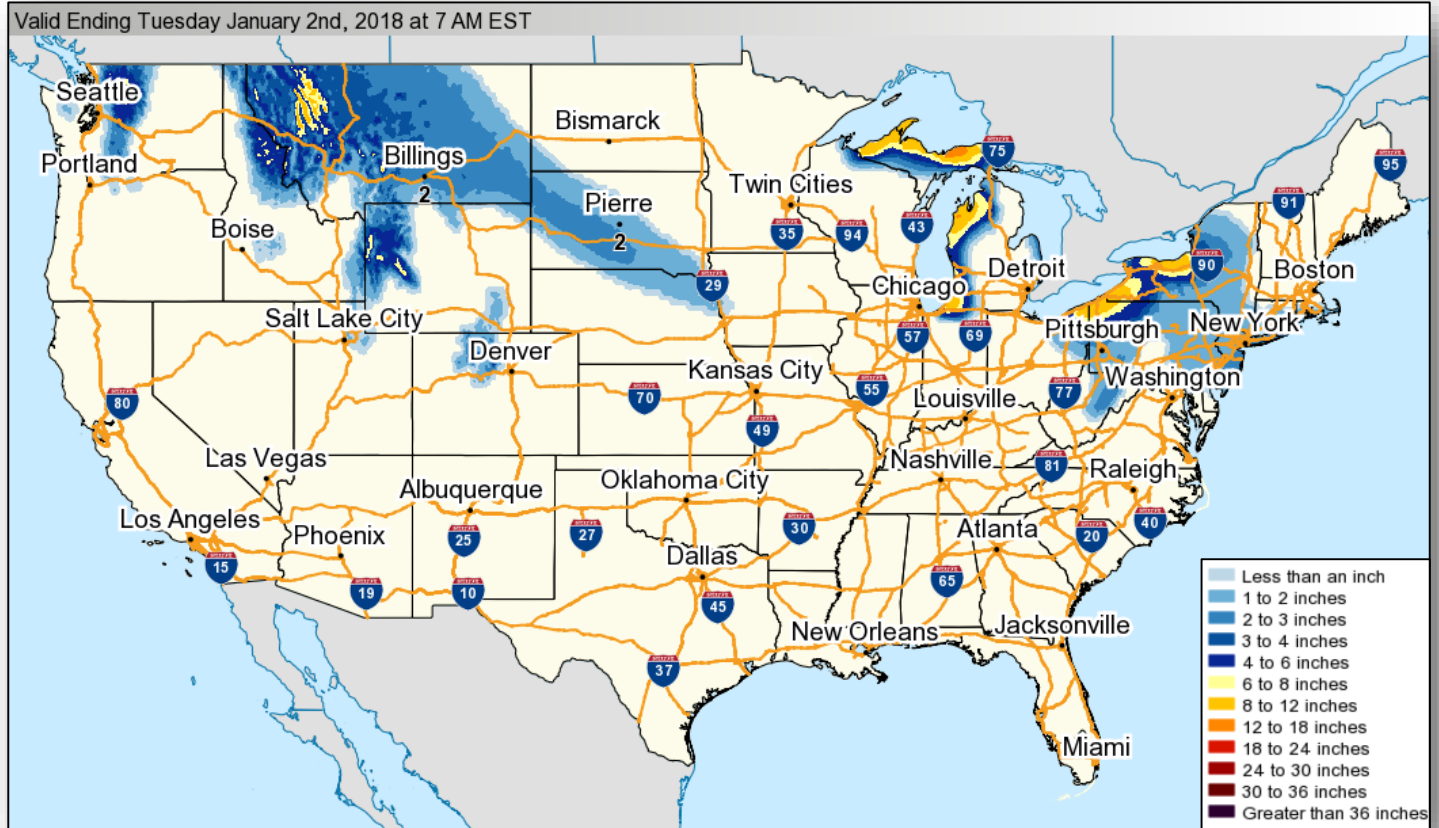 Valid Ending Tuesday January 2nd, 2018 at 7 AM EST
Seattle
Portland
Boise
Billings
2
Bismarck
Pierre
2
Twin Cities
75
95
91
35
94
43
90
Boston
Detroit
29
Chicago
Salt Lake City
57
69
Pittsburgh
New York
Denver
Kansas City
Washington
80
70
55
77
Louisville
49
Las Vegas
Nashville
81
Raleigh
Albuquerque
Oklahoma City
Los Angeles
Phoenix
25
27
30
Atlanta
20
40
15
Dallas
19
10
45
65
New Orleans
Jacksonville
37
Miami
Less than an inch
1 to 2 inches
2 to 3 inches
3 to 4 inches
4 to 6 inches
6 to 8 inches
8 to 12 inches
12 to 18 inches
18 to 24 inches
24 to 30 inches
30 to 36 inches
Greater than 36 inches